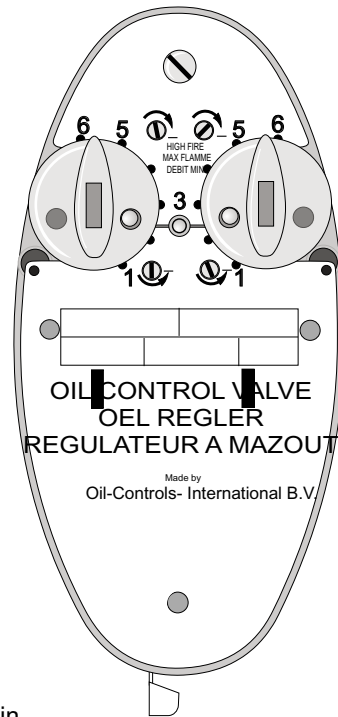 6 5 5 6
HIGH FIRE
MAX FLAMME
DEBIT MIN
3
1 1
OIL CONTROL VALVE
OEL REGLER
REGULATEUR A MAZOUT
Made by
Oil-Controls- International B.V.
in